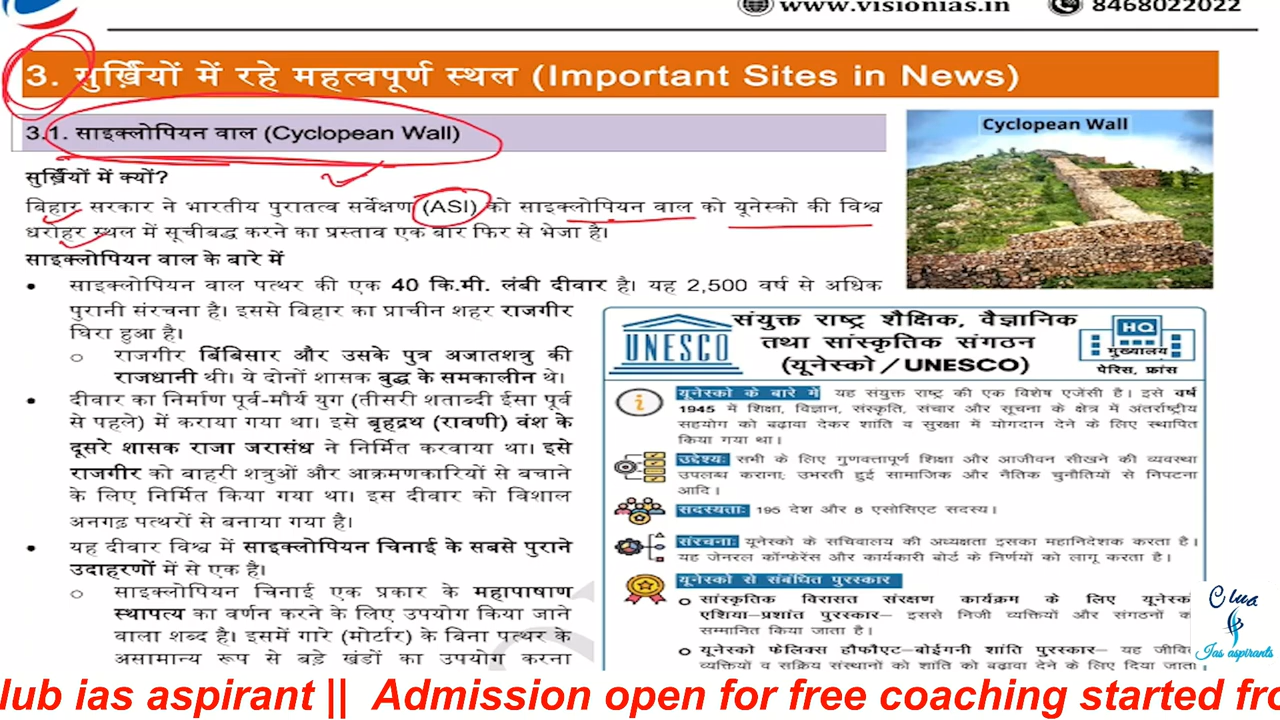 www.visionias.in 8468022022
3. सुर्ख़ियों में रहे महत्वपूर्ण स्थल (Important Sites in News)
3.1. साइक्लोपियन वाल (Cyclopean Wall)
Cyclopean Wall
सुर्ख़ियों में क्यों?
बिहार सरकार ने भारतीय पुरातत्व सर्वेक्षण (ASI) को साइक्लोपियन वाल को यूनेस्को की विश्व
धरोहर स्थल में सूचीबद्ध करने का प्रस्ताव एक बार फिर से भेजा है।
साइक्लोपियन वाल के बारे में
• साइक्लोपियन वाल पत्थर की एक 40 कि.मी. लंबी दीवार है। यह 2,500 वर्ष से अधिक
पुरानी संरचना है। इससे बिहार का प्राचीन शहर राजगीर
घिरा हुआ है।
o राजगीर बिंबिसार और उसके पुत्र अजातशत्रु की
राजधानी थी। ये दोनों शासक बुद्ध के समकालीन थे।
• दीवार का निर्माण पूर्व-मौर्य युग (तीसरी शताब्दी ईसा पूर्व
से पहले) में कराया गया था। इसे बृहद्रथ (रावणी) वंश के
दूसरे शासक राजा जरासंध ने निर्मित करवाया था। इसे
राजगीर को बाहरी शत्रुओं और आक्रमणकारियों से बचाने
के लिए निर्मित किया गया था। इस दीवार को विशाल
अनगढ़ पत्थरों से बनाया गया है।
• यह दीवार विश्व में साइक्लोपियन चिनाई के सबसे पुराने
उदाहरणों में से एक है।
o साइक्लोपियन चिनाई एक प्रकार के महापाषाण
स्थापत्य का वर्णन करने के लिए उपयोग किया जाने
वाला शब्द है। इसमें गारे (मोर्टार) के बिना पत्थर के
असामान्य रूप से बड़े खंडों का उपयोग करना
UNESCO
संयुक्त राष्ट्र शैक्षिक, वैज्ञानिक
तथा सांस्कृतिक संगठन
(यूनेस्को/UNESCO)
HQ
मुख्यालय
पेरिस, फ्रांस
यूनेस्को के बारे में यह संयुक्त राष्ट्र की एक विशेष एजेंसी है। इसे वर्ष
1945 में शिक्षा, विज्ञान, संस्कृति, संचार और सूचना के क्षेत्र में अंतर्राष्ट्रीय
सहयोग को बढ़ावा देकर शांति व सुरक्षा में योगदान देने के लिए स्थापित
किया गया था।
उद्देश्य: सभी के लिए गुणवत्तापूर्ण शिक्षा और आजीवन सीखने की व्यवस्था
उपलब्ध कराना; उभरती हुई सामाजिक और नैतिक चुनौतियों से निपटना
आदि।
सदस्यता: 195 देश और 8 एसोसिएट सदस्य।
संरचना: यूनेस्को के सचिवालय की अध्यक्षता इसका महानिदेशक करता है।
यह जेनरल कॉन्फेरेंस और कार्यकारी बोर्ड के निर्णयों को लागू करता है।
यूनेस्को से संबंधित पुरस्कार
o सांस्कृतिक विरासत संरक्षण कार्यक्रम के लिए यूनेस्को
एशिया-प्रशांत पुरस्कार- इससे निजी व्यक्तियों और संगठनों को
सम्मानित किया जाता है।
o यूनेस्को फेलिक्स हौफौएट-बोईगनी शांति पुरस्कार- यह जीवित
व्यक्तियों व सक्रिय संस्थानों को शांति को बढ़ावा देने के लिए दिया जाता
Club
Ias aspirants
lub ias aspirant || Admission open for free coaching started fro